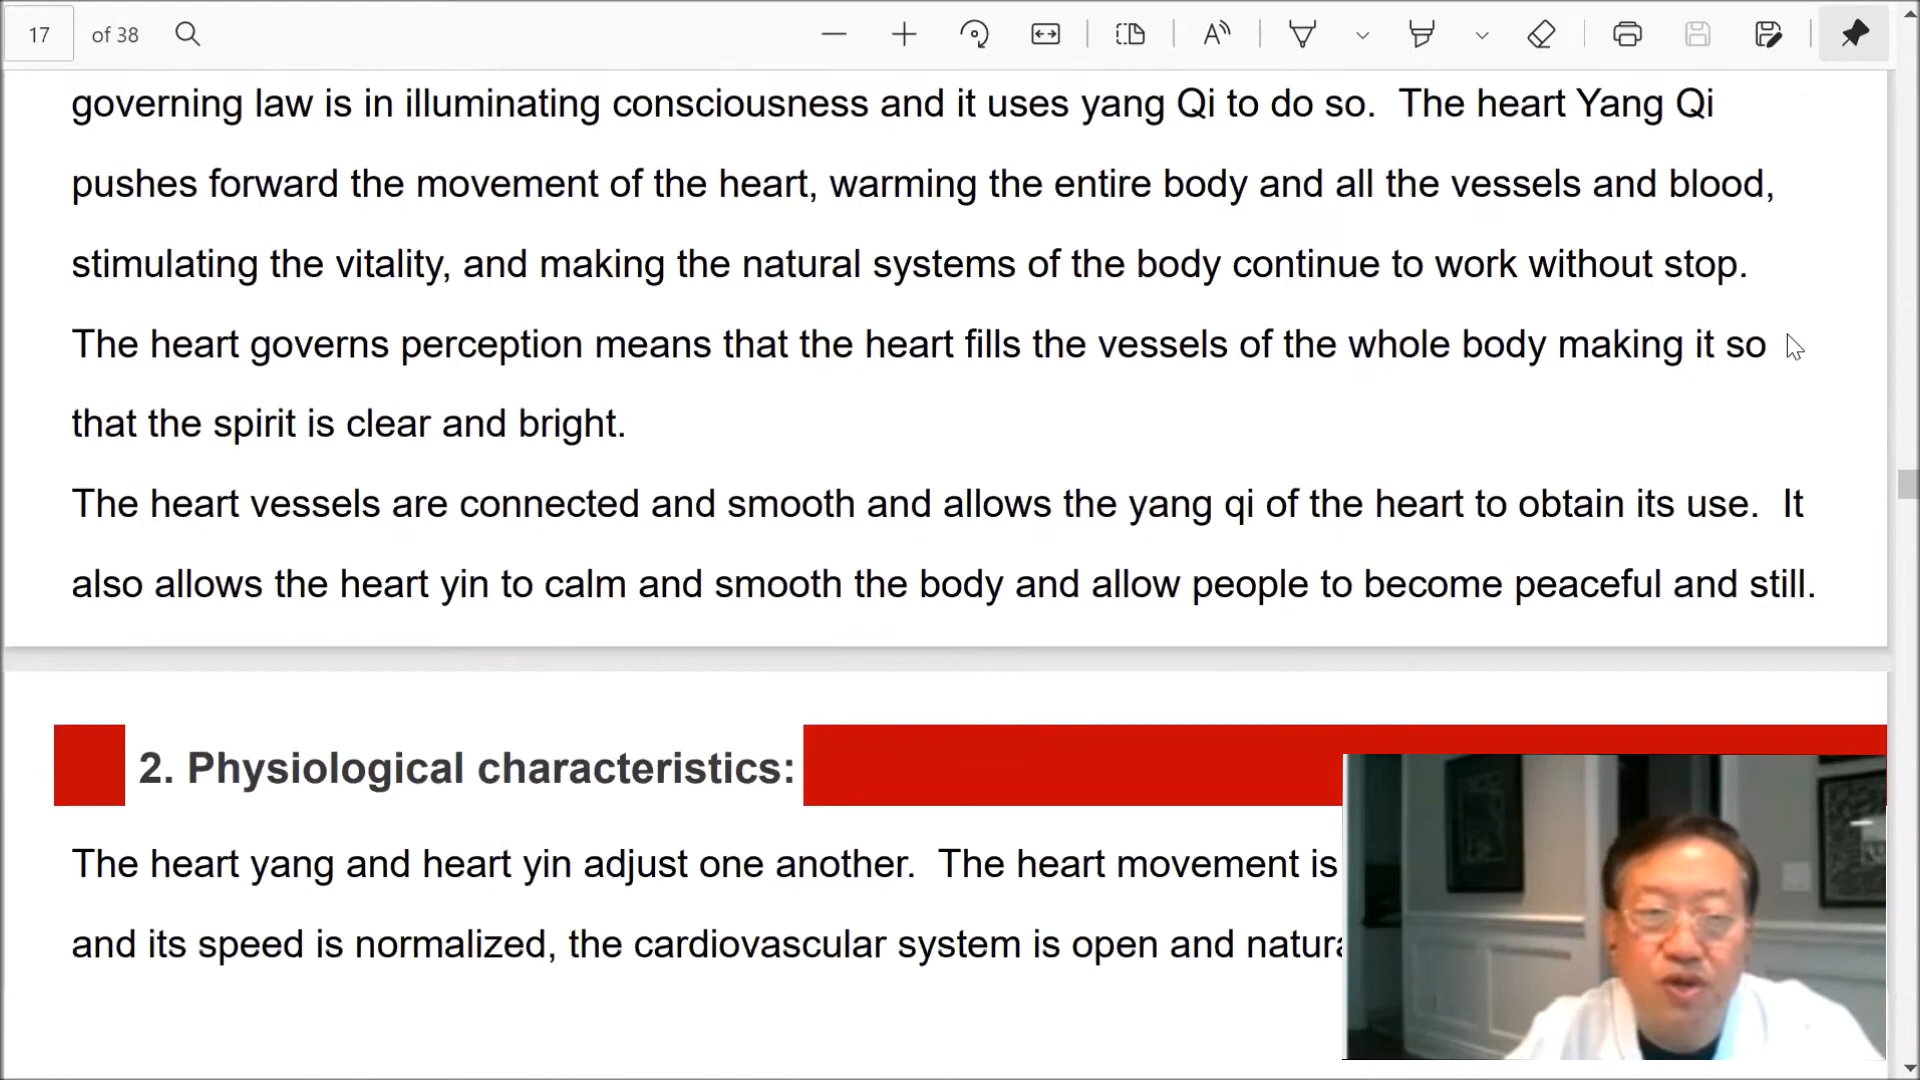 17 of 38
governing law is in illuminating consciousness and it uses yang Qi to do so. The heart Yang Qi
pushes forward the movement of the heart, warming the entire body and all the vessels and blood,
stimulating the vitality, and making the natural systems of the body continue to work without stop.
The heart governs perception means that the heart fills the vessels of the whole body making it so
that the spirit is clear and bright.
The heart vessels are connected and smooth and allows the yang qi of the heart to obtain its use. It
also allows the heart yin to calm and smooth the body and allow people to become peaceful and still.
2. Physiological characteristics:
The heart yang and heart yin adjust one another. The heart movement is
and its speed is normalized, the cardiovascular system is open and